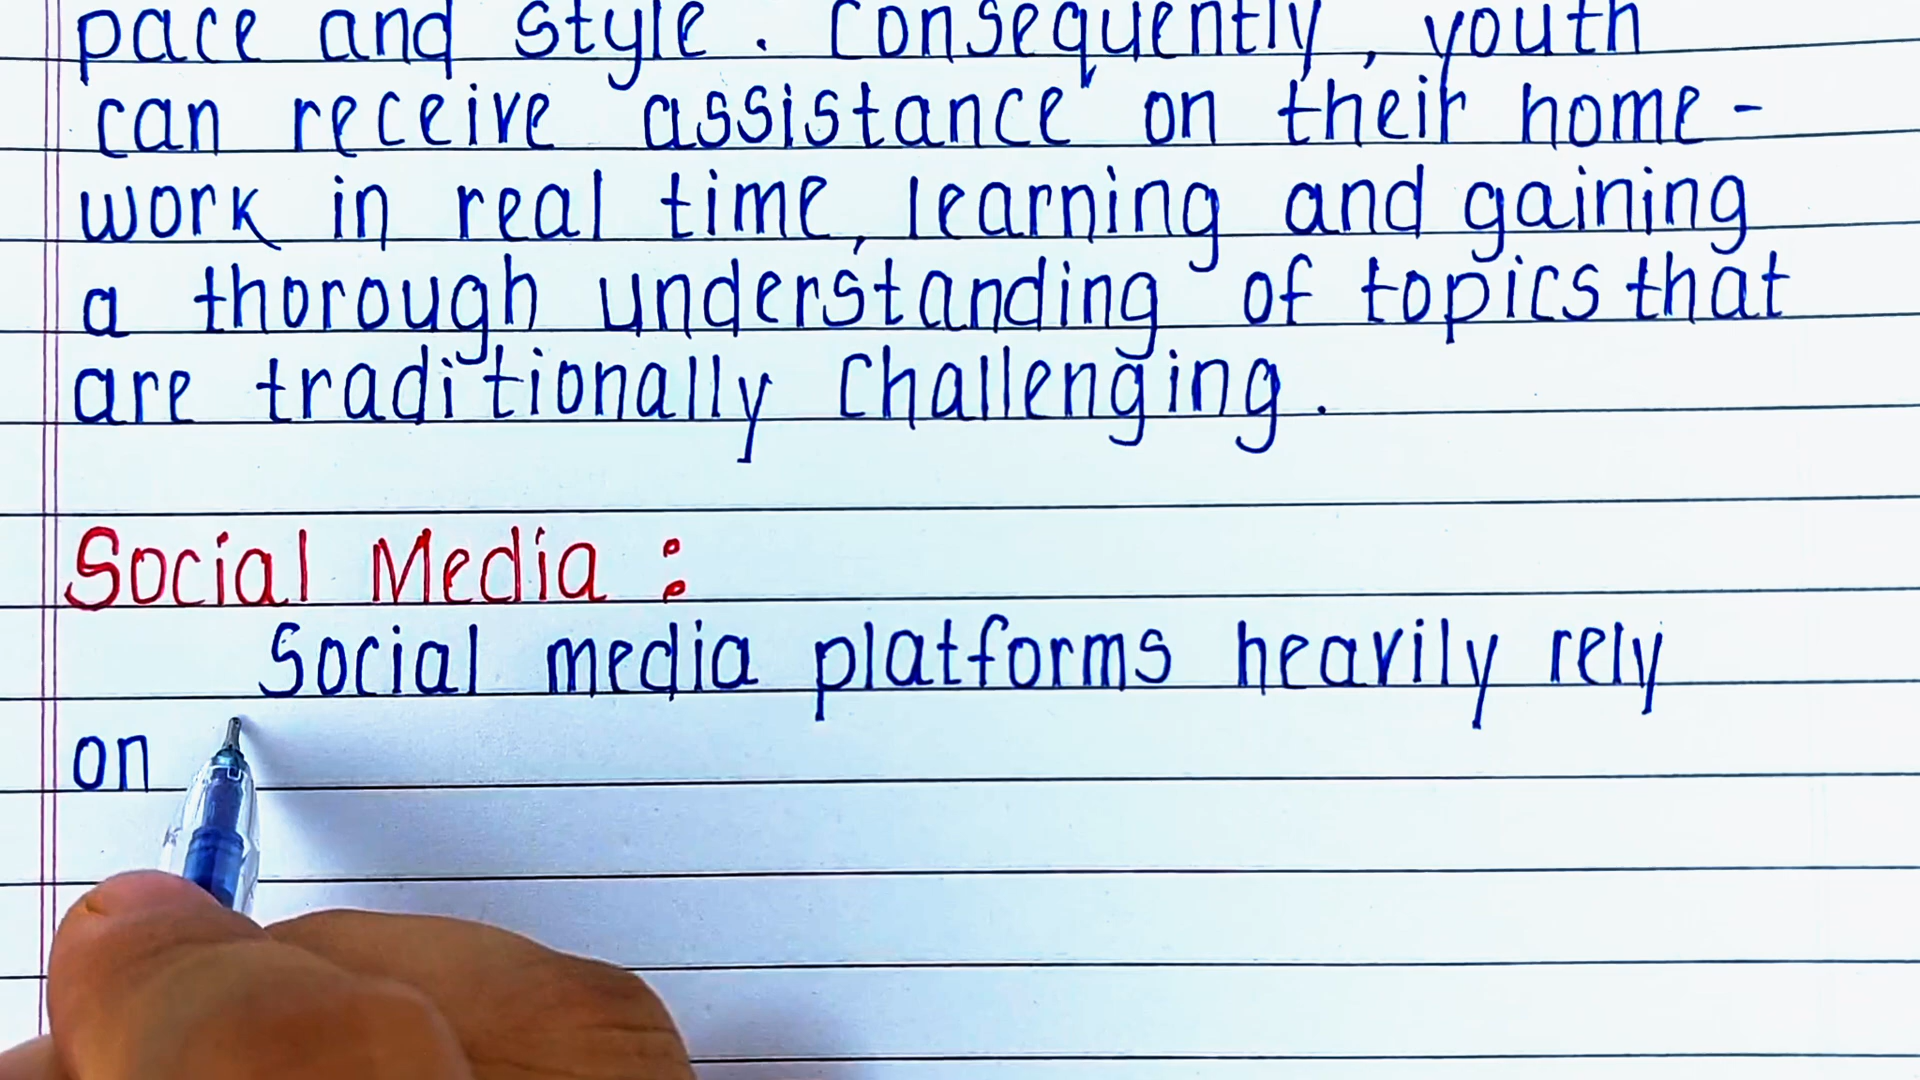 pace and style. Consequently, youth
can receive assistance on their home-
work in real time, learning and gaining
a thorough understanding of topics that
are traditionally challenging.
Social Media :
Social media platforms heavily rely
on